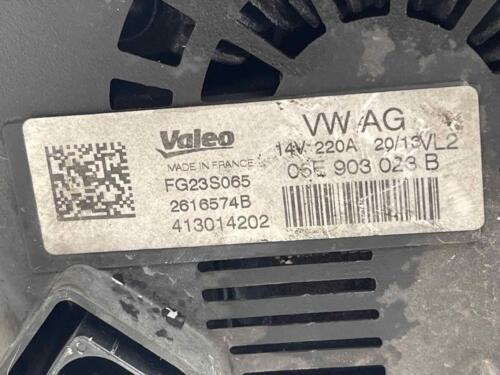 Valeo
MADE IN FRANCE
FG23S065
2616574B
413014202
VW AG
14V 220A 20/13VL2
06E 903 023 B